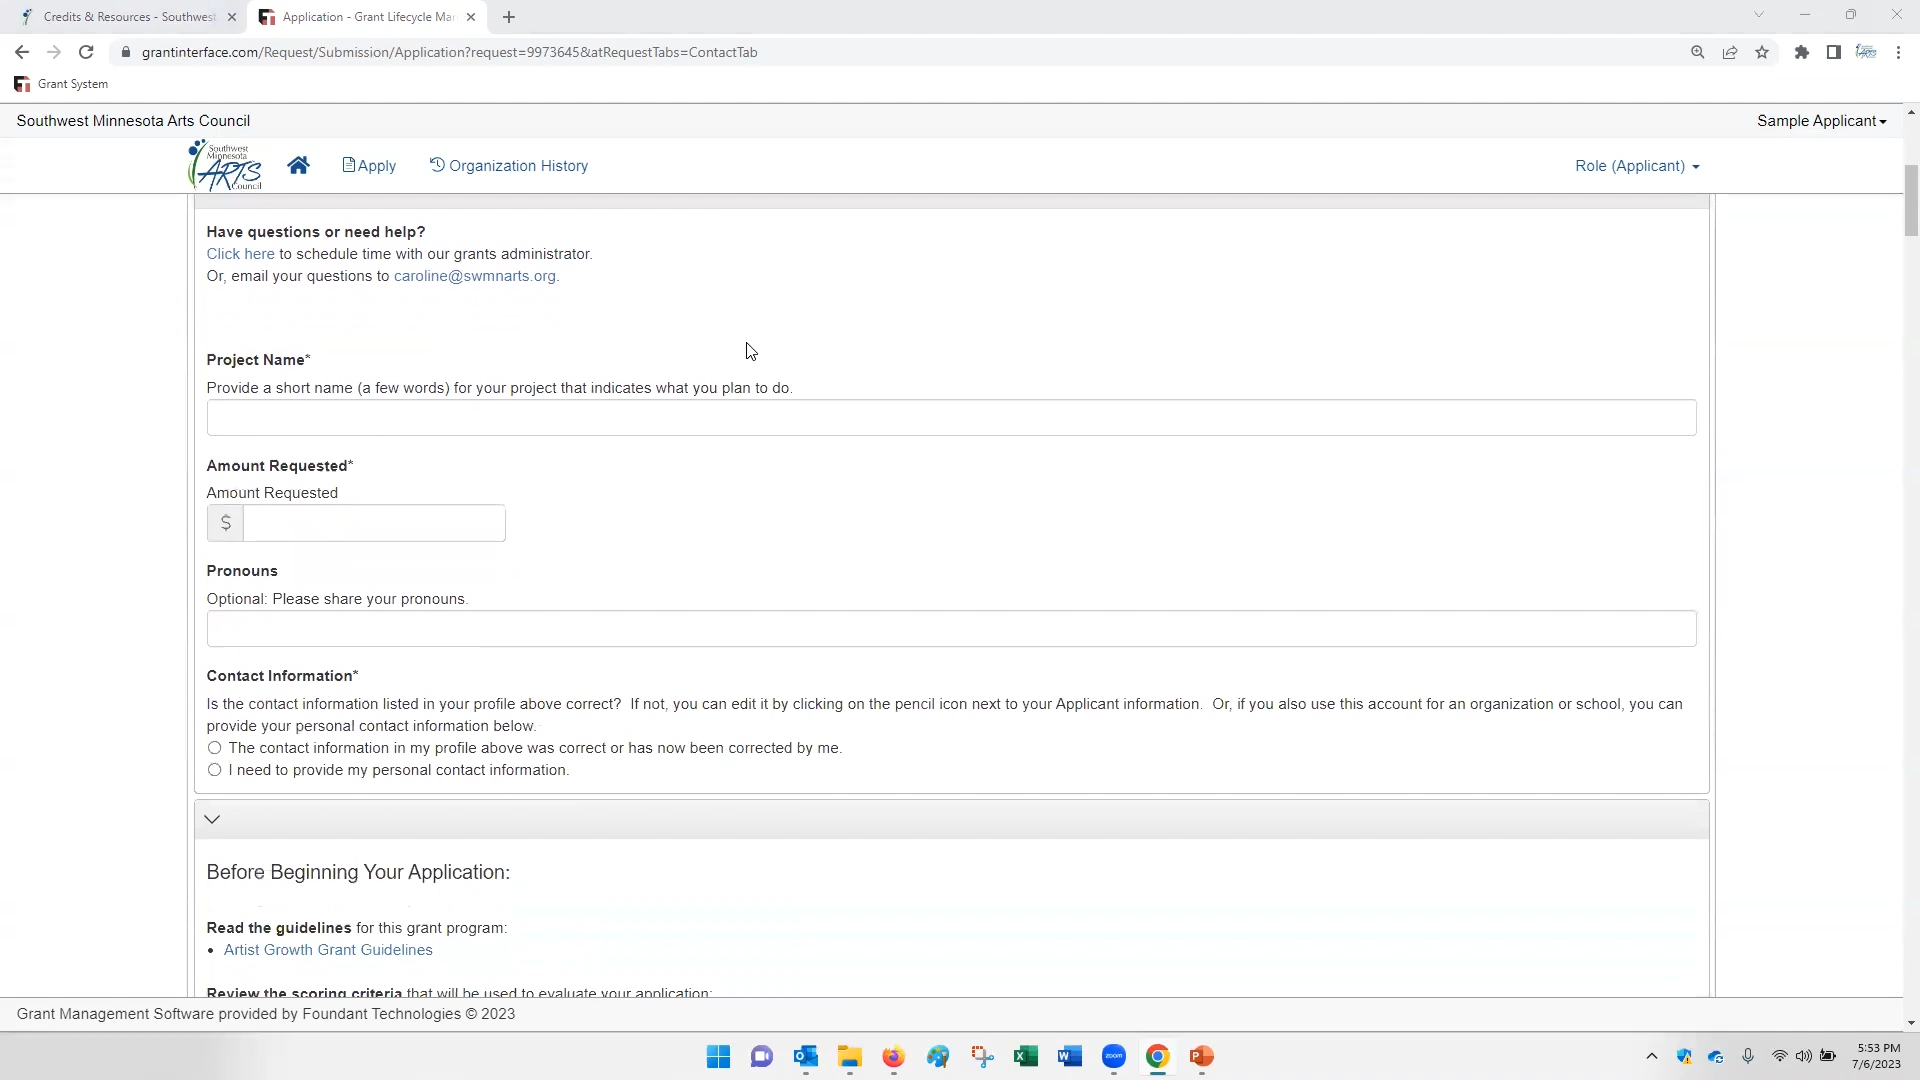 Credits & Resources - Southwest
Application - Grant Lifecycle Man
grantinterface.com/Request/Submission/Application?request=9973645&atRequestTabs=ContactTab
Grant System
Southwest Minnesota Arts Council
Sample Applicant
Southwest
Minnesota
ARTS
Council
Apply
Organization History
Role (Applicant)
Have questions or need help?
Click here to schedule time with our grants administrator.
Or, email your questions to caroline@swmnarts.org.
Project Name*
Provide a short name (a few words) for your project that indicates what you plan to do.
Amount Requested*
Amount Requested
$
Pronouns
Optional: Please share your pronouns.
Contact Information*
Is the contact information listed in your profile above correct? If not, you can edit it by clicking on the pencil icon next to your Applicant information. Or, if you also use this account for an organization or school, you can
provide your personal contact information below.
The contact information in my profile above was correct or has now been corrected by me.
I need to provide my personal contact information.
Before Beginning Your Application:
Read the guidelines for this grant program:
• Artist Growth Grant Guidelines
Review the scoring criteria that will be used to evaluate your application:
Grant Management Software provided by Foundant Technologies © 2023
zoom
5:53 PM
7/6/2023